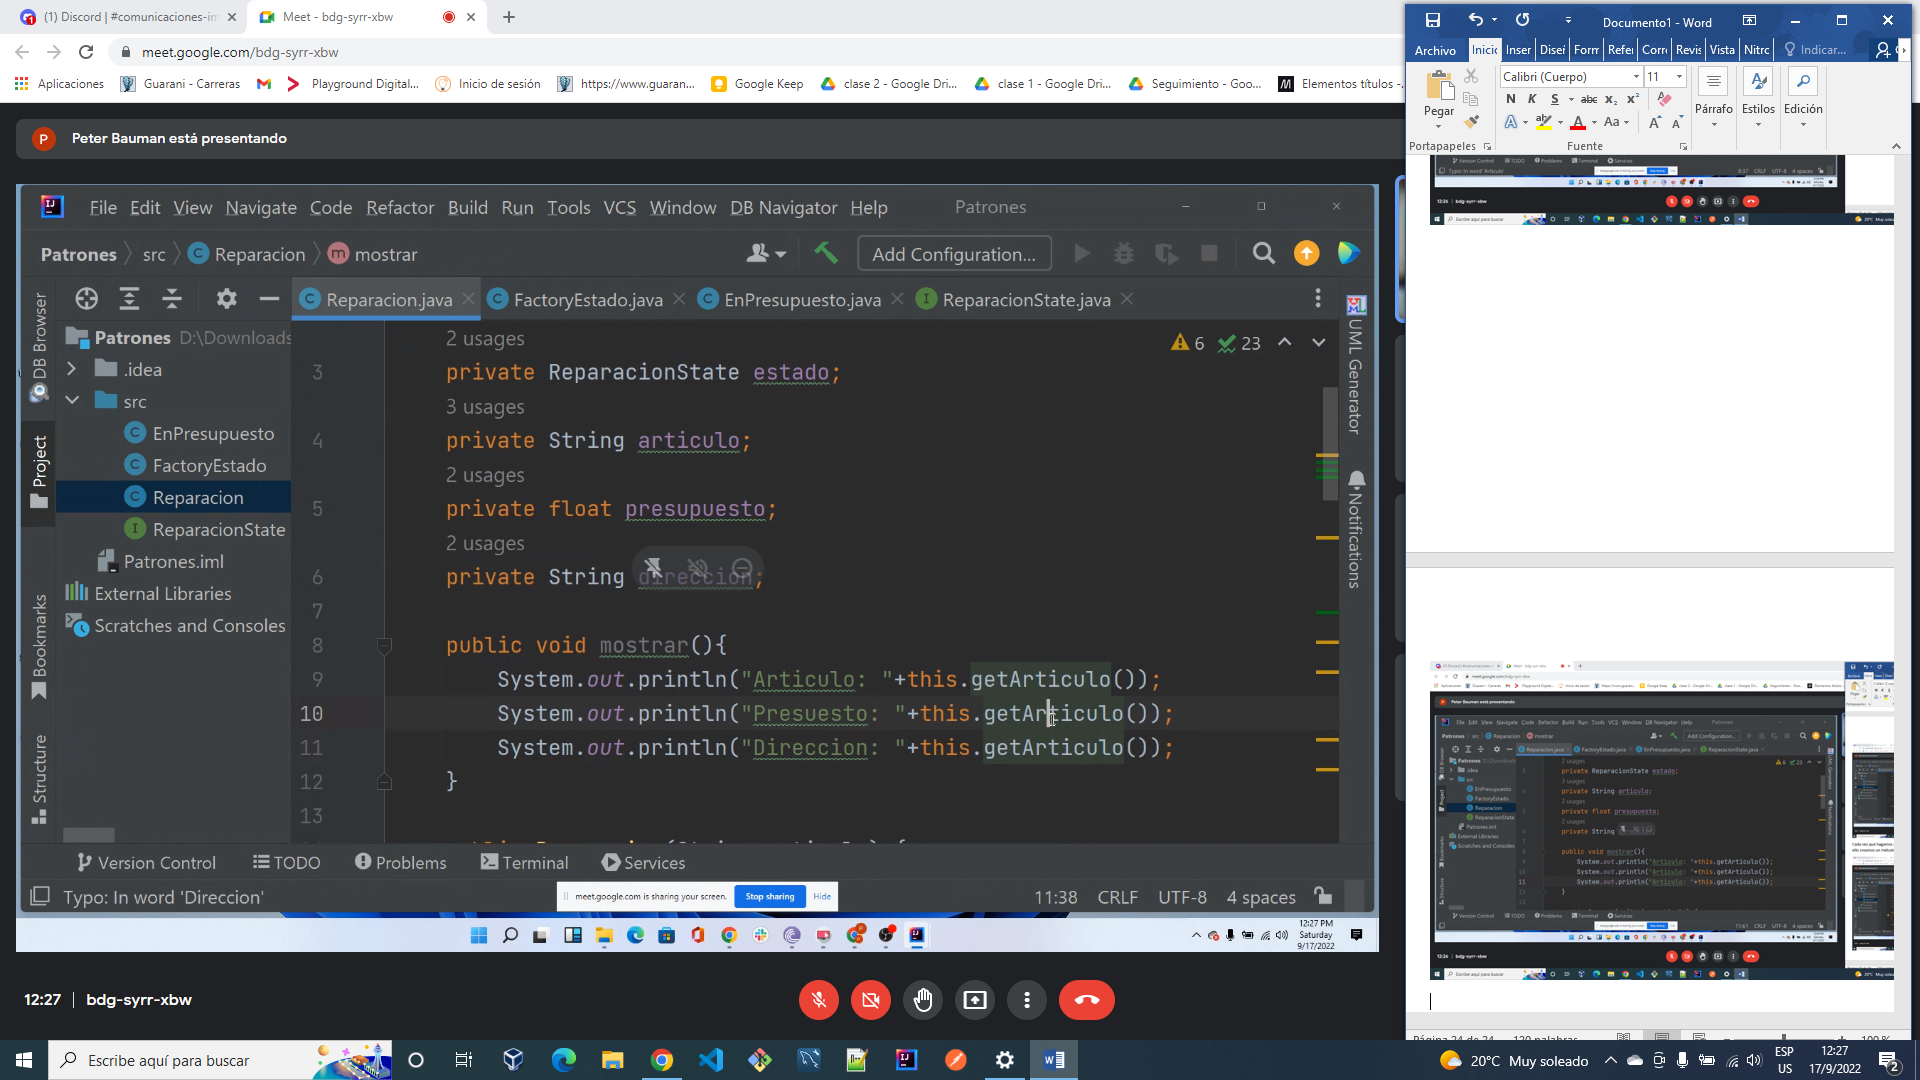 (1) Discord | #comunicaciones-in
Meet - bdg-syrr-xbw
meet.google.com/bdg-syrr-xbw
Aplicaciones
Guarani - Carreras
Playground Digital...
Inicio de sesión
https://www.guaran...
Google Keep
clase 2 - Google Dri...
clase 1 - Google Dri...
Seguimiento - Goo...
Elementos títulos -...
P
Peter Bauman está presentando
File Edit View Navigate Code Refactor Build Run Tools VCS Window DB Navigator Help
Patrones
Patrones
src
Reparacion
mostrar
Add Configuration...
Reparacion.java
FactoryEstado.java
EnPresupuesto.java
ReparacionState.java
DB Browser
Project
Bookmarks
Structure
Patrones D:\Downloads
.idea
src
EnPresupuesto
FactoryEstado
Reparacion
ReparacionState
Patrones.iml
External Libraries
Scratches and Consoles
6 23
2 usages
3 private ReparacionState estado;
3 usages
4 private String articulo;
2 usages
5 private float presupuesto;
2 usages
6 private String direccion;
7
8 public void mostrar(){
9 System.out.println("Articulo: "+this.getArticulo());
10 System.out.println("Presuesto: "+this.getArticulo());
11 System.out.println("Direccion: "+this.getArticulo());
12 }
13
UML Generator
Notifications
Version Control
TODO
Problems
Terminal
Services
Typo: In word 'Direccion'
meet.google.com is sharing your screen.
Stop sharing
Hide
11:38 CRLF UTF-8 4 spaces
12:27 PM
Saturday
9/17/2022
12:27 | bdg-syrr-xbw
Documento1 - Word
Archivo
Inicio
Inser
Diseí
Form
Refer
Corre
Revis
Vista
Nitro
Indicar...
Pegar
Portapapeles
Calibri (Cuerpo)
11
N K S abc x₂ x²
A Aa A A
Fuente
Párrafo
Estilos
Edición
Escribe aquí para buscar
20°C Muy soleado
ESP
US
12:27
17/9/2022
2